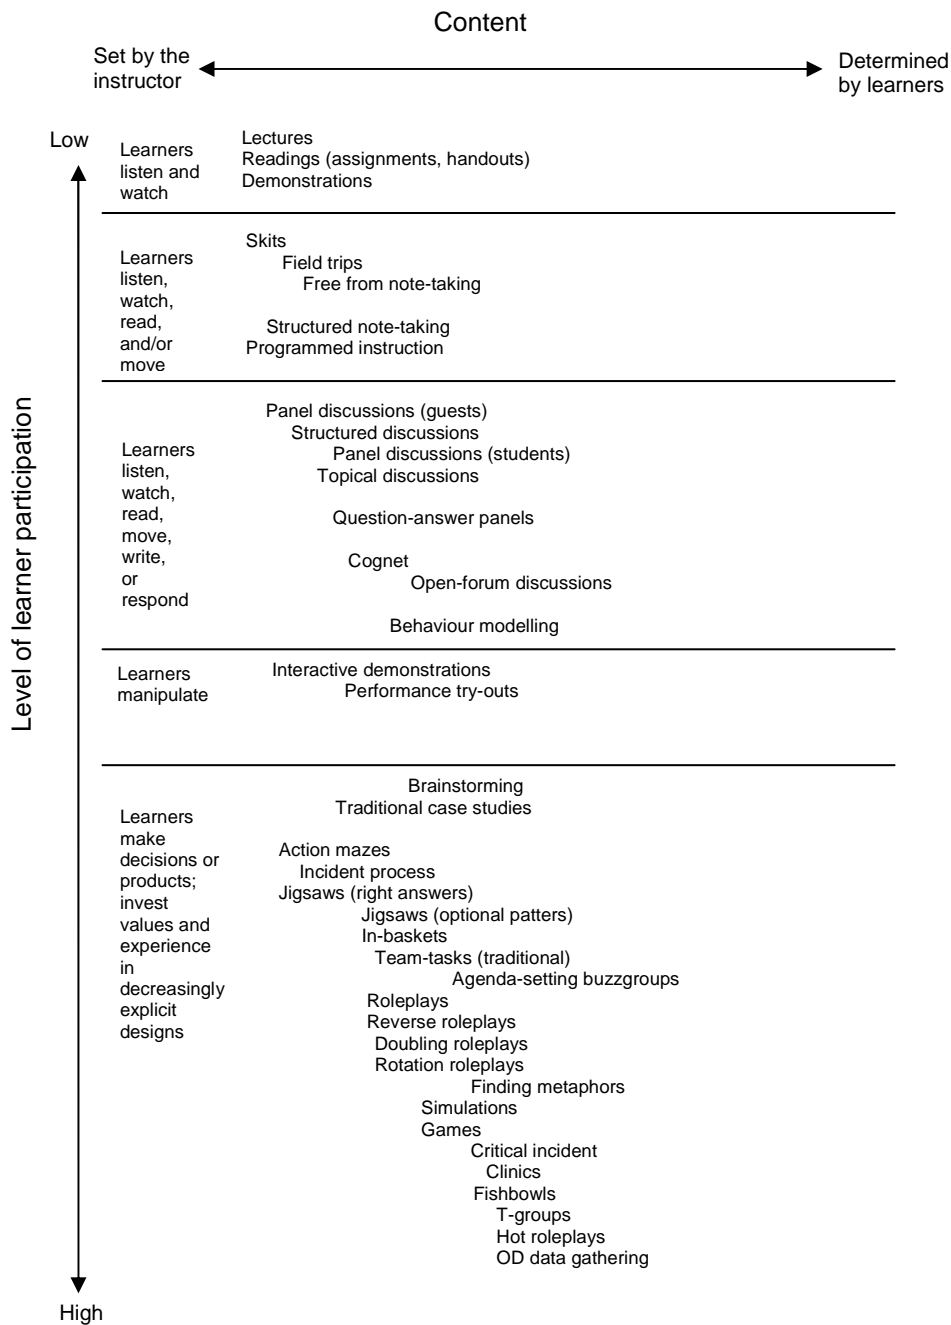 Content
Set by the
instructor
Determined
by learners
Low
Level of learner participation
High
Learners
listen and
watch
Lectures
Readings (assignments, handouts)
Demonstrations
Learners
listen,
watch,
read,
and/or
move
Skits
Field trips
Free from note-taking
Structured note-taking
Programmed instruction
Learners
listen,
watch,
read,
move,
write,
or
respond
Panel discussions (guests)
Structured discussions
Panel discussions (students)
Topical discussions
Question-answer panels
Cognet
Open-forum discussions
Behaviour modelling
Learners
manipulate
Interactive demonstrations
Performance try-outs
Learners
make
decisions or
products;
invest
values and
experience
in
decreasingly
explicit
designs
Brainstorming
Traditional case studies
Action mazes
Incident process
Jigsaws (right answers)
Jigsaws (optional patters)
In-baskets
Team-tasks (traditional)
Agenda-setting buzzgroups
Roleplays
Reverse roleplays
Doubling roleplays
Rotation roleplays
Finding metaphors
Simulations
Games
Critical incident
Clinics
Fishbowls
T-groups
Hot roleplays
OD data gathering